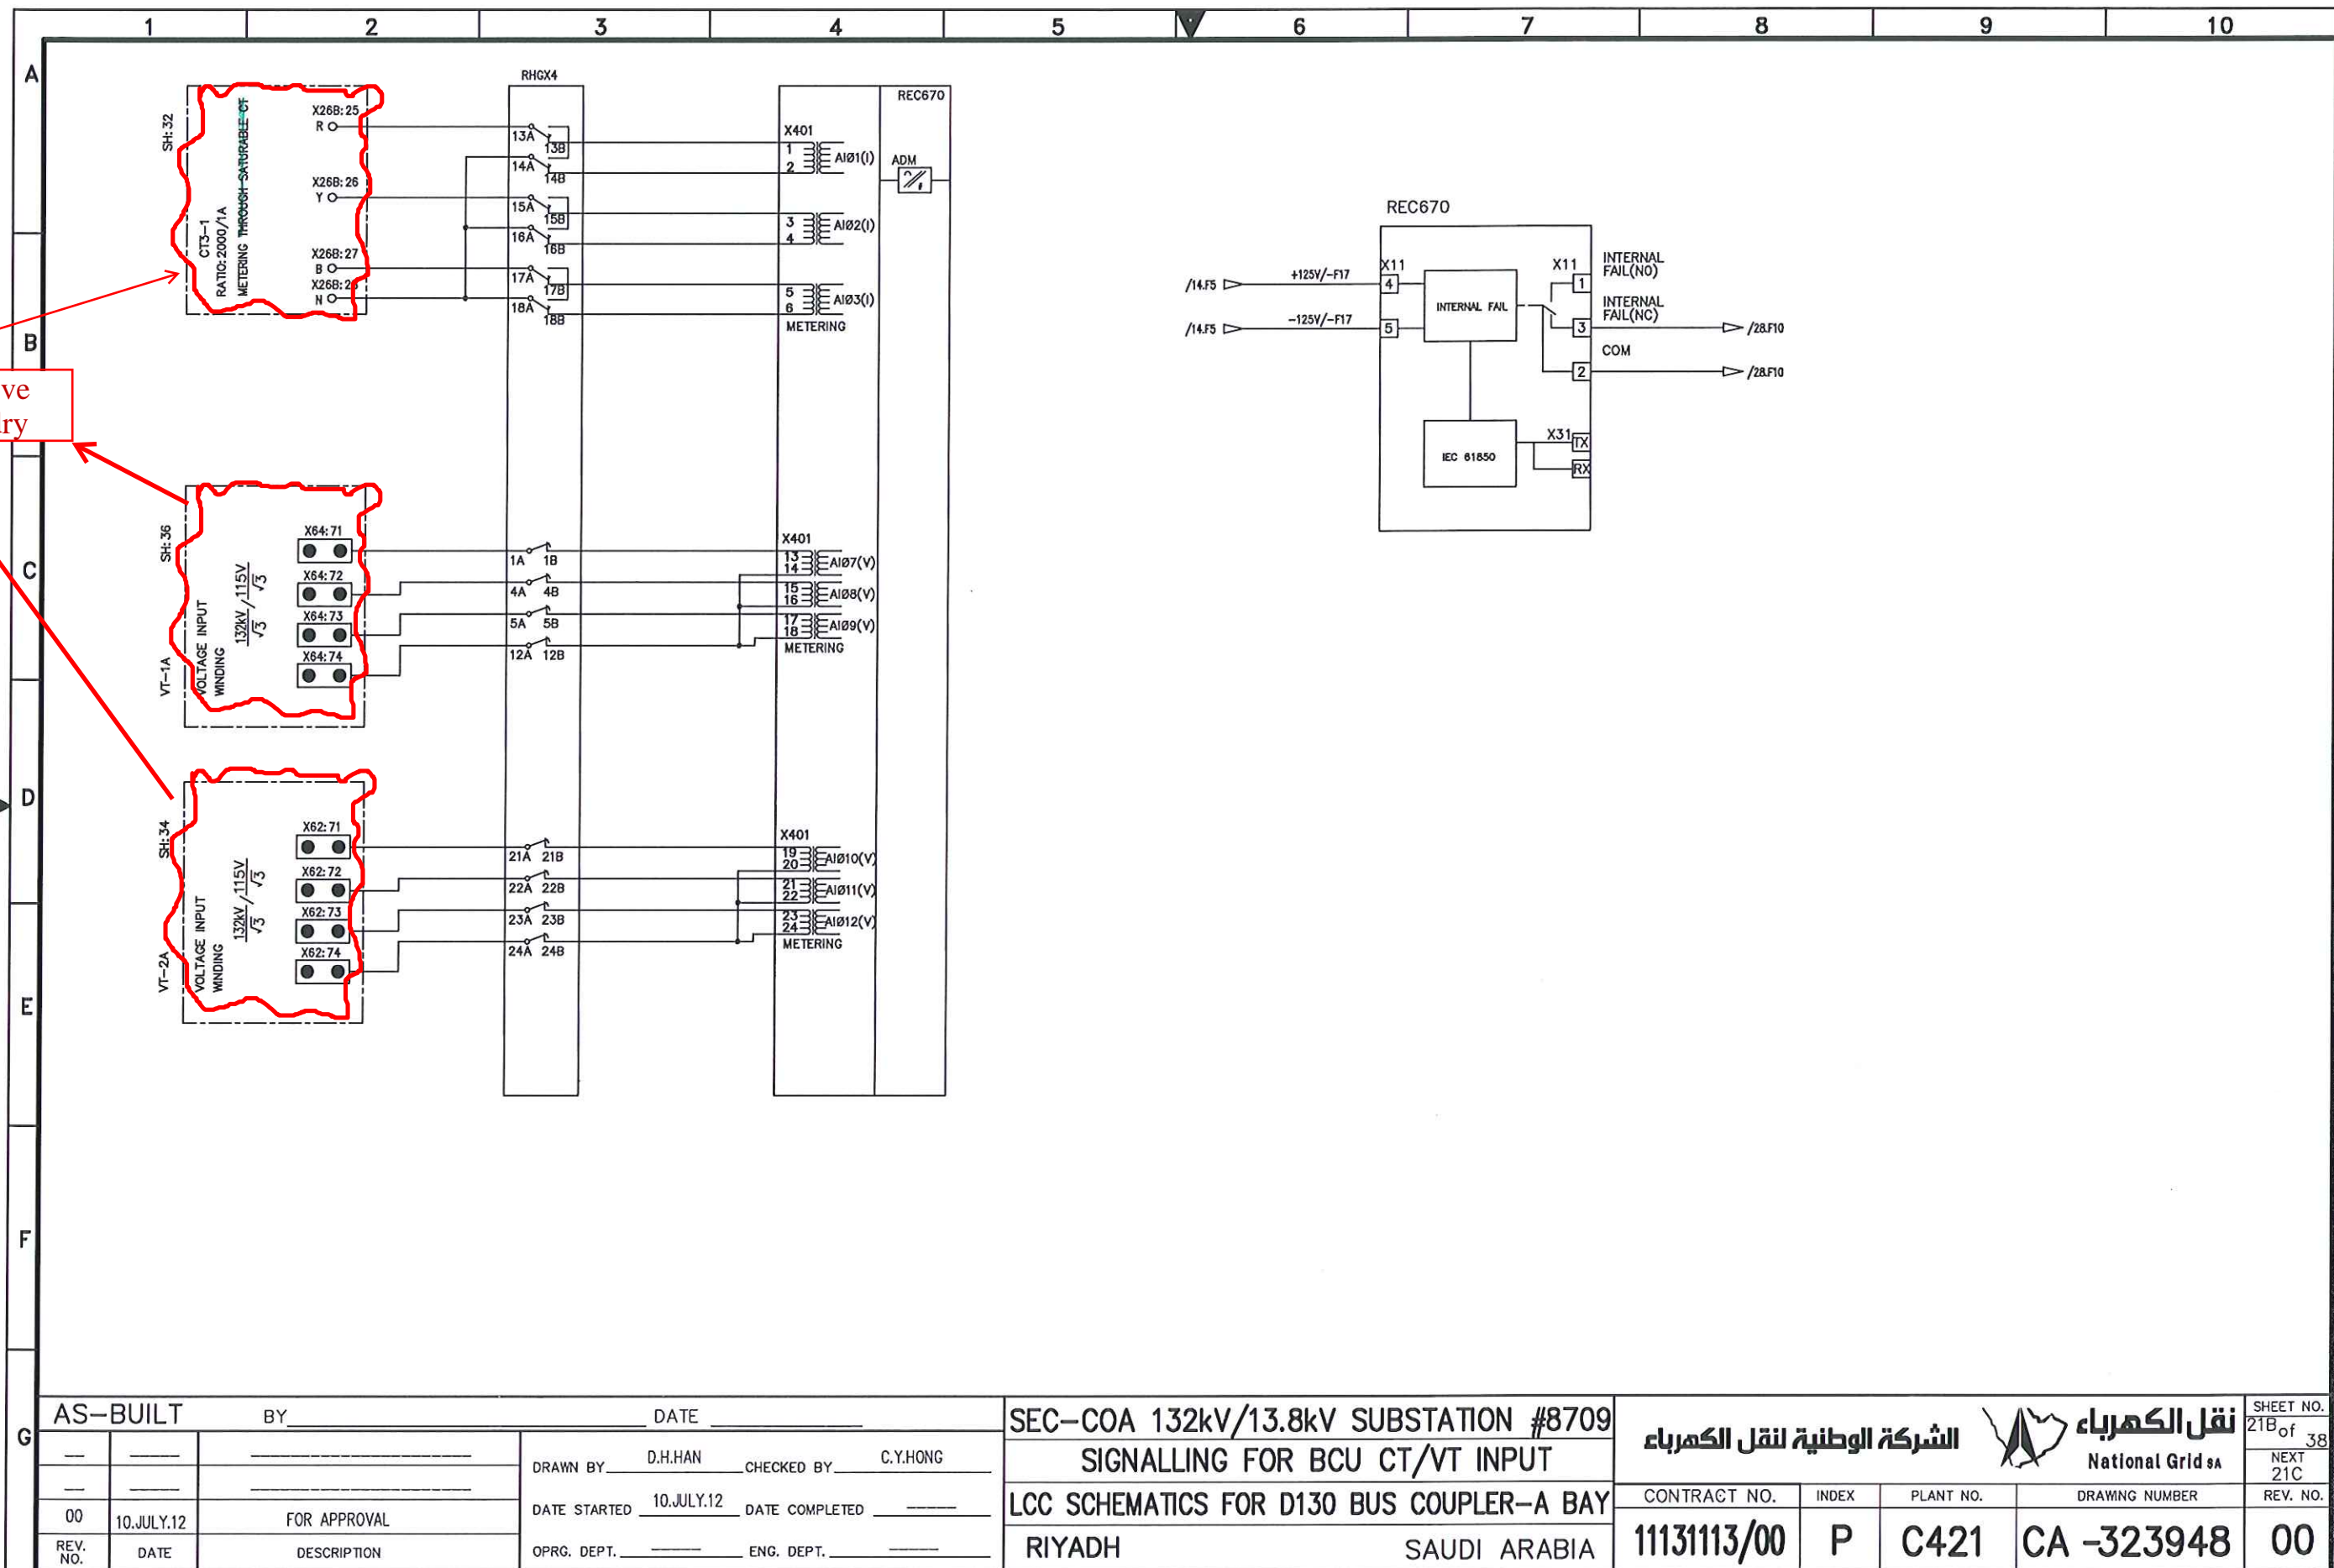 1 2 3 4 5 6 7 8 9 10
A
B
C
D
E
F
G
SH:32
CT3-1
RATIO:2000/1A
METERING THROUGH SATURABLE CT
X26B:25
R
X26B:26
Y
X26B:27
B
N
RHGX4
13A 13B
14A 14B
15A 15B
16A 16B
17A 17B
18A 18B
REC670
X401
1
2
AIØ1(I)
ADM
3
4
AIØ2(I)
5
6
AIØ3(I)
METERING
ve
ry
SH:36
VT-1A
VOLTAGE INPUT
WINDING
132kV/√3 / 115V/√3
X64:71
X64:72
X64:73
X64:74
1A 1B
4A 4B
5A 5B
12A 12B
X401
13
14
AIØ7(V)
15
16
AIØ8(V)
17
18
AIØ9(V)
METERING
SH:34
VT-2A
VOLTAGE INPUT
WINDING
132kV/√3 / 115V/√3
X62:71
X62:72
X62:73
X62:74
21A 21B
22A 22B
23A 23B
24A 24B
X401
19
20
AIØ10(V)
21
22
AIØ11(V)
23
24
AIØ12(V)
METERING
REC670
/14.F5 +125V/-F17
X11
4
/14.F5 -125V/-F17
5
INTERNAL FAIL
X11
1
INTERNAL
FAIL(NO)
INTERNAL
FAIL(NC)
3
/28.F10
COM
2
/28.F10
IEC 61850
X31
TX
RX
AS-BUILT BY DATE
00 10.JULY.12 FOR APPROVAL
REV. NO. DATE DESCRIPTION
DRAWN BY D.H.HAN CHECKED BY C.Y.HONG
DATE STARTED 10.JULY.12 DATE COMPLETED
OPRG. DEPT. ENG. DEPT.
SEC-COA 132kV/13.8kV SUBSTATION #8709
SIGNALLING FOR BCU CT/VT INPUT
LCC SCHEMATICS FOR D130 BUS COUPLER-A BAY
RIYADH SAUDI ARABIA
الشركة الوطنية لنقل الكهرباء
نقل الكهرباء
National Grid SA
SHEET NO.
21B of 38
NEXT
21C
CONTRACT NO. INDEX PLANT NO. DRAWING NUMBER REV. NO.
11131113/00 P C421 CA -323948 00